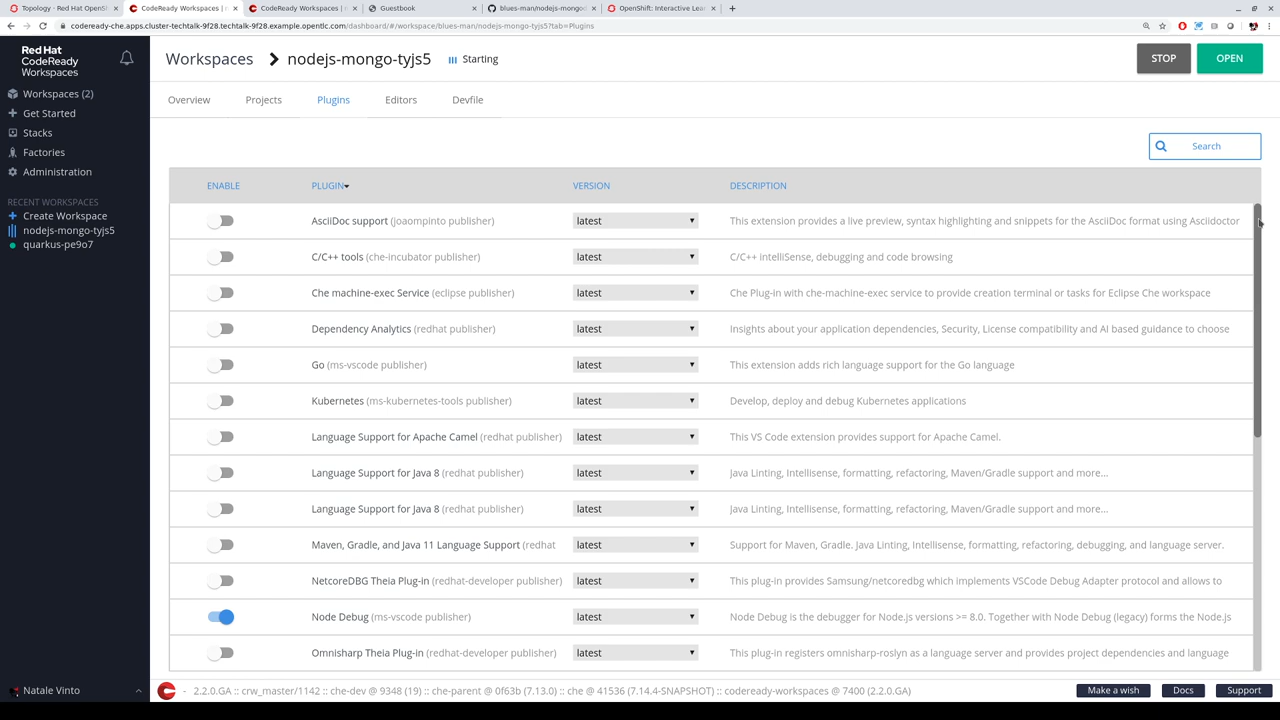 Topology · Red Hat OpenSh
CodeReady Workspaces | n
CodeReady Workspaces | n
Guestbook
blues-man/nodejs-mongo
OpenShift: Interactive Lea
codeready-che.apps.cluster-techtalk-9f28.techtalk-9f28.example.opentlc.com/dashboard/#/workspace/blues-man/nodejs-mongo-tyjs5?tab=Plugins
Red Hat
CodeReady
Workspaces
Workspaces (2)
Get Started
Stacks
Factories
Administration
RECENT WORKSPACES
Create Workspace
nodejs-mongo-tyjs5
quarkus-pe9o7
Natale Vinto
Workspaces
nodejs-mongo-tyjs5
Starting
STOP
OPEN
Overview
Projects
Plugins
Editors
Devfile
Search
ENABLE PLUGIN VERSION DESCRIPTION
AsciiDoc support (joaompinto publisher) latest This extension provides a live preview, syntax highlighting and snippets for the AsciiDoc format using Asciidoctor
C/C++ tools (che-incubator publisher) latest C/C++ intelliSense, debugging and code browsing
Che machine-exec Service (eclipse publisher) latest Che Plug-in with che-machine-exec service to provide creation terminal or tasks for Eclipse Che workspace
Dependency Analytics (redhat publisher) latest Insights about your application dependencies, Security, License compatibility and AI based guidance to choose
Go (ms-vscode publisher) latest This extension adds rich language support for the Go language
Kubernetes (ms-kubernetes-tools publisher) latest Develop, deploy and debug Kubernetes applications
Language Support for Apache Camel (redhat publisher) latest This VS Code extension provides support for Apache Camel.
Language Support for Java 8 (redhat publisher) latest Java Linting, Intellisense, formatting, refactoring, Maven/Gradle support and more...
Language Support for Java 8 (redhat publisher) latest Java Linting, Intellisense, formatting, refactoring, Maven/Gradle support and more...
Maven, Gradle, and Java 11 Language Support (redhat latest Support for Maven, Gradle. Java Linting, Intellisense, formatting, refactoring, debugging, and language server.
NetcoreDBG Theia Plug-in (redhat-developer publisher) latest This plug-in provides Samsung/netcoredbg which implements VSCode Debug Adapter protocol and allows to
Node Debug (ms-vscode publisher) latest Node Debug is the debugger for Node.js versions >= 8.0. Together with Node Debug (legacy) forms the Node.js
Omnisharp Theia Plug-in (redhat-developer publisher) latest This plug-in registers omnisharp-roslyn as a language server and provides project dependencies and language
- 2.2.0.GA :: crw_master/1142 :: che-dev @ 9348 (19) :: che-parent @ 0f63b (7.13.0) :: che @ 41536 (7.14.4-SNAPSHOT) :: codeready-workspaces @ 7400 (2.2.0.GA)
Make a wish
Docs
Support